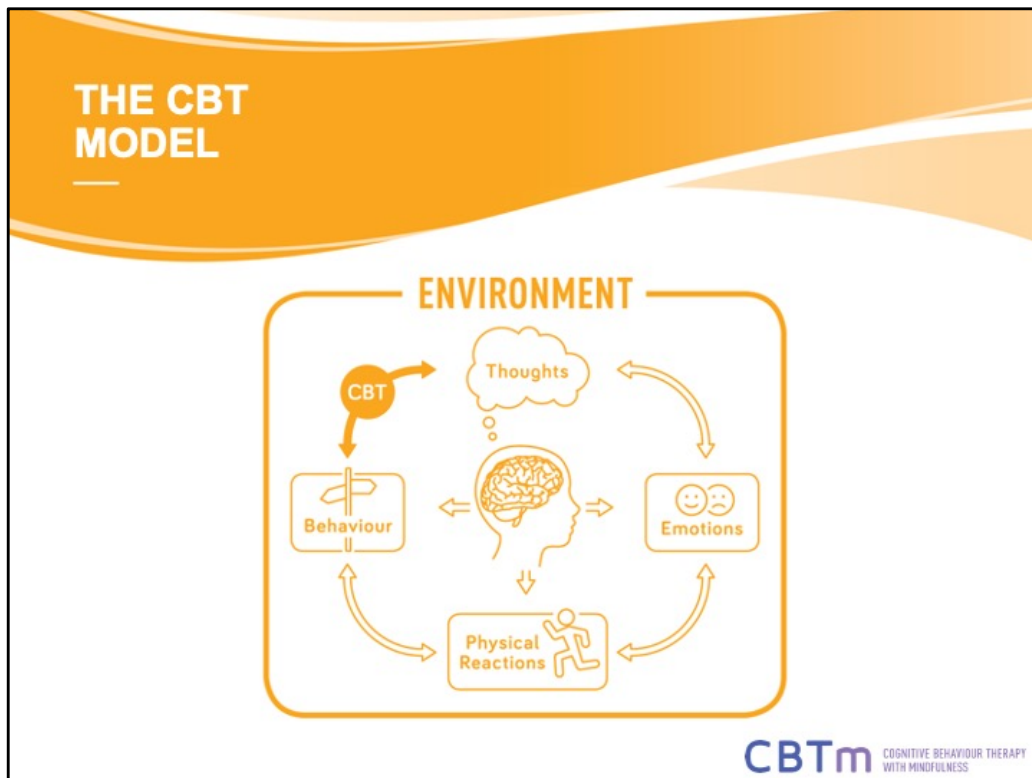 THE CBT
MODEL
ENVIRONMENT
Thoughts
CBT
Behaviour
Emotions
Physical
Reactions
CBTm COGNITIVE BEHAVIOUR THERAPY
WITH MINDFULNESS